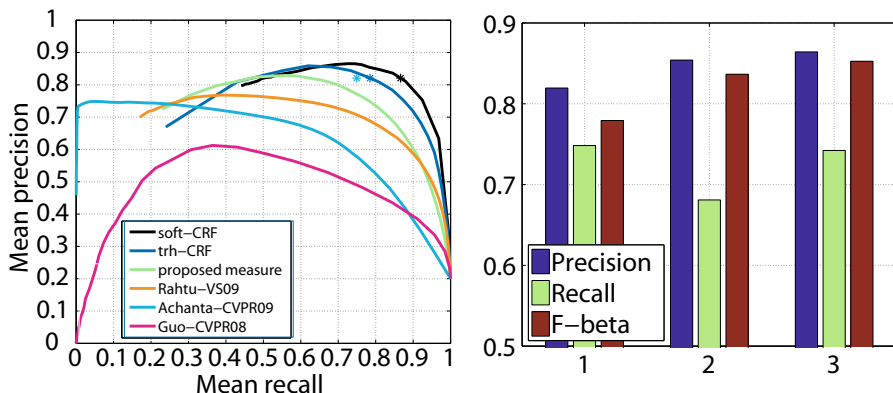 1
0.9
0.8
0.7
0.6
0.5
0.4
0.3
0.2
0.1
0
Mean precision
soft−CRF
trh−CRF
proposed measure
Rahtu−VS09
Achanta−CVPR09
Guo−CVPR08
0 0.1 0.2 0.3 0.4 0.5 0.6 0.7 0.8 0.9 1
Mean recall
0.9
0.8
0.7
0.6
0.5
Precision
Recall
F−beta
1 2 3